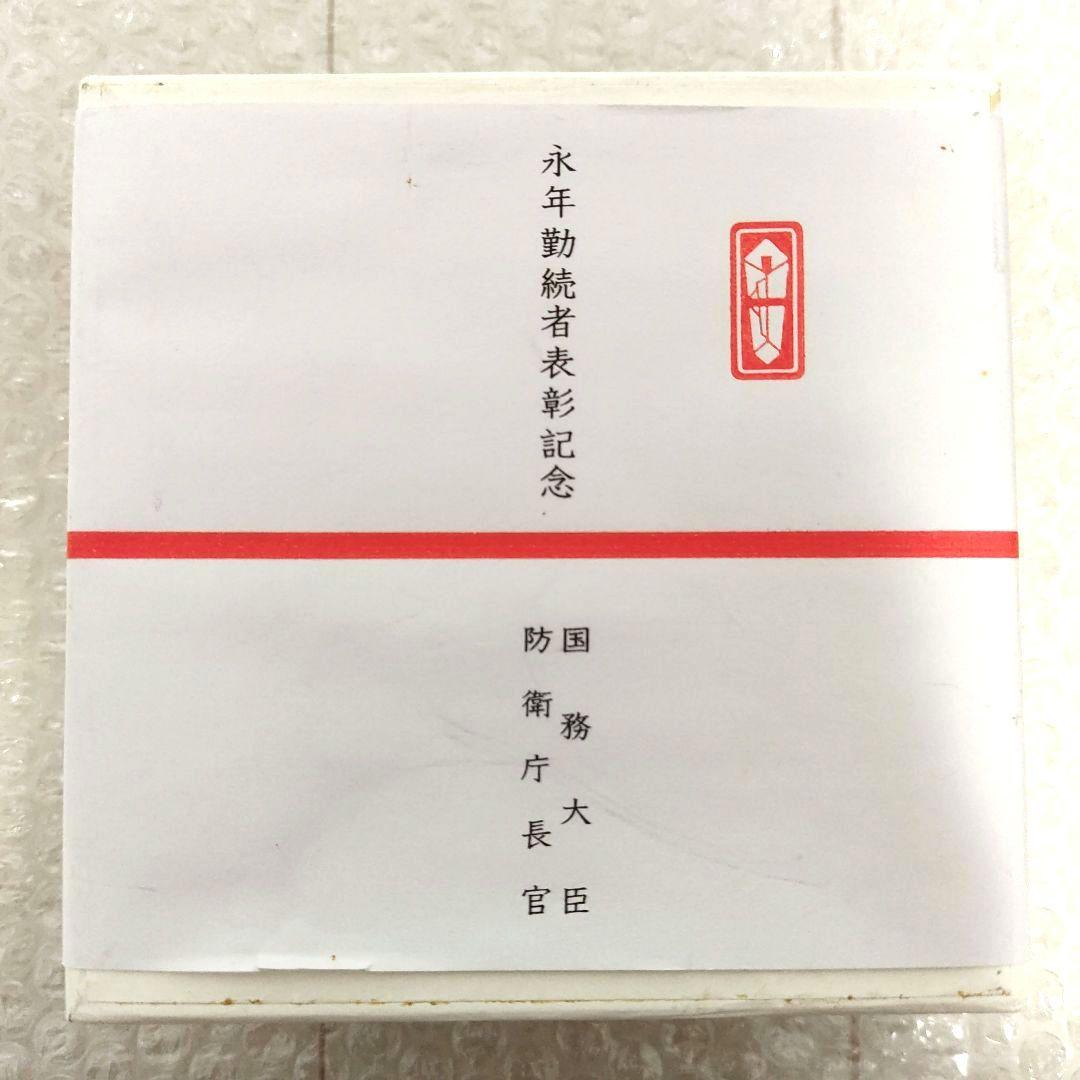 永年勤続者表彰記念
国務大臣
防衛庁長官